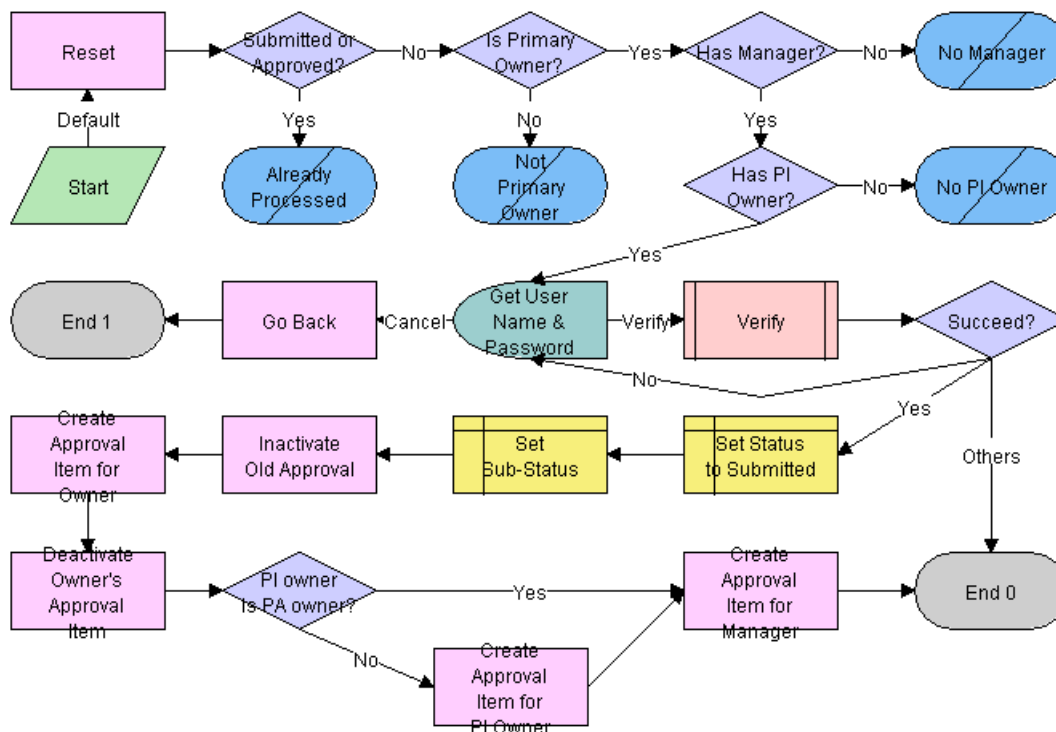 Reset
Submitted or
Approved?
No
Is Primary
Owner?
Yes
Has Manager?
No
No Manager
Default
Yes
No
Yes
Start
Already
Processed
Not
Primary
Owner
Has PI
Owner?
No
No PI Owner
Yes
End 1
Go Back
Cancel
Get User
Name &
Password
Verify
Verify
Succeed?
No
Yes
Others
Create
Approval
Item for
Owner
Inactivate
Old Approval
Set
Sub-Status
Set Status
to Submitted
Deactivate
Owner's
Approval
Item
PI owner
Is PA owner?
Yes
Create
Approval
Item for
Manager
End 0
No
Create
Approval
Item for
PI Owner